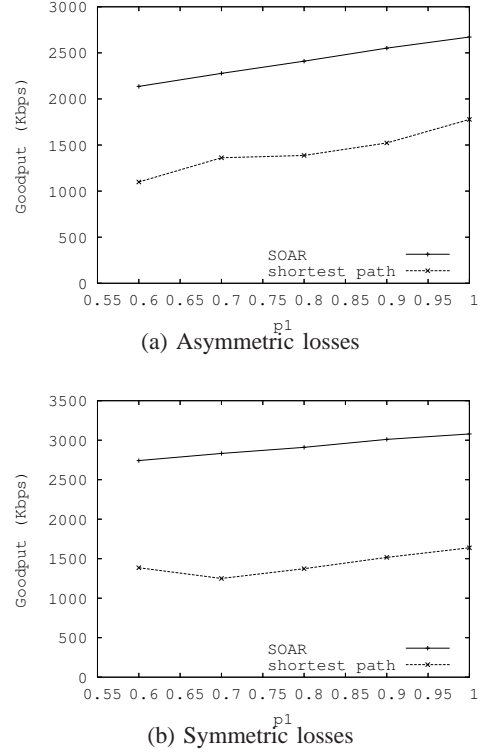 3000
2500
2000
1500
1000
500
0
Goodput (Kbps)
SOAR
shortest path
0.55 0.6 0.65 0.7 0.75 0.8 0.85 0.9 0.95 1
p1
(a) Asymmetric losses
3500
3000
2500
2000
1500
1000
500
0
Goodput (Kbps)
SOAR
shortest path
0.55 0.6 0.65 0.7 0.75 0.8 0.85 0.9 0.95 1
p1
(b) Symmetric losses